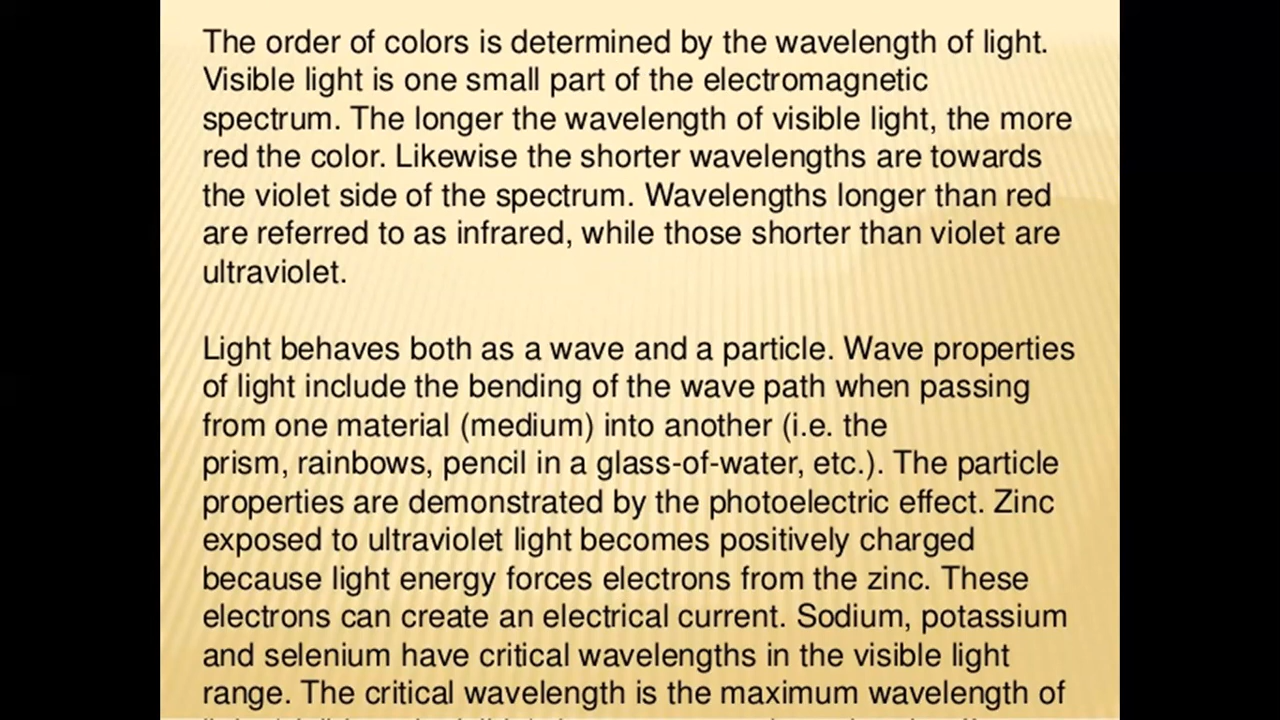 The order of colors is determined by the wavelength of light.
Visible light is one small part of the electromagnetic
spectrum. The longer the wavelength of visible light, the more
red the color. Likewise the shorter wavelengths are towards
the violet side of the spectrum. Wavelengths longer than red
are referred to as infrared, while those shorter than violet are
ultraviolet.
Light behaves both as a wave and a particle. Wave properties
of light include the bending of the wave path when passing
from one material (medium) into another (i.e. the
prism, rainbows, pencil in a glass-of-water, etc.). The particle
properties are demonstrated by the photoelectric effect. Zinc
exposed to ultraviolet light becomes positively charged
because light energy forces electrons from the zinc. These
electrons can create an electrical current. Sodium, potassium
and selenium have critical wavelengths in the visible light
range. The critical wavelength is the maximum wavelength of